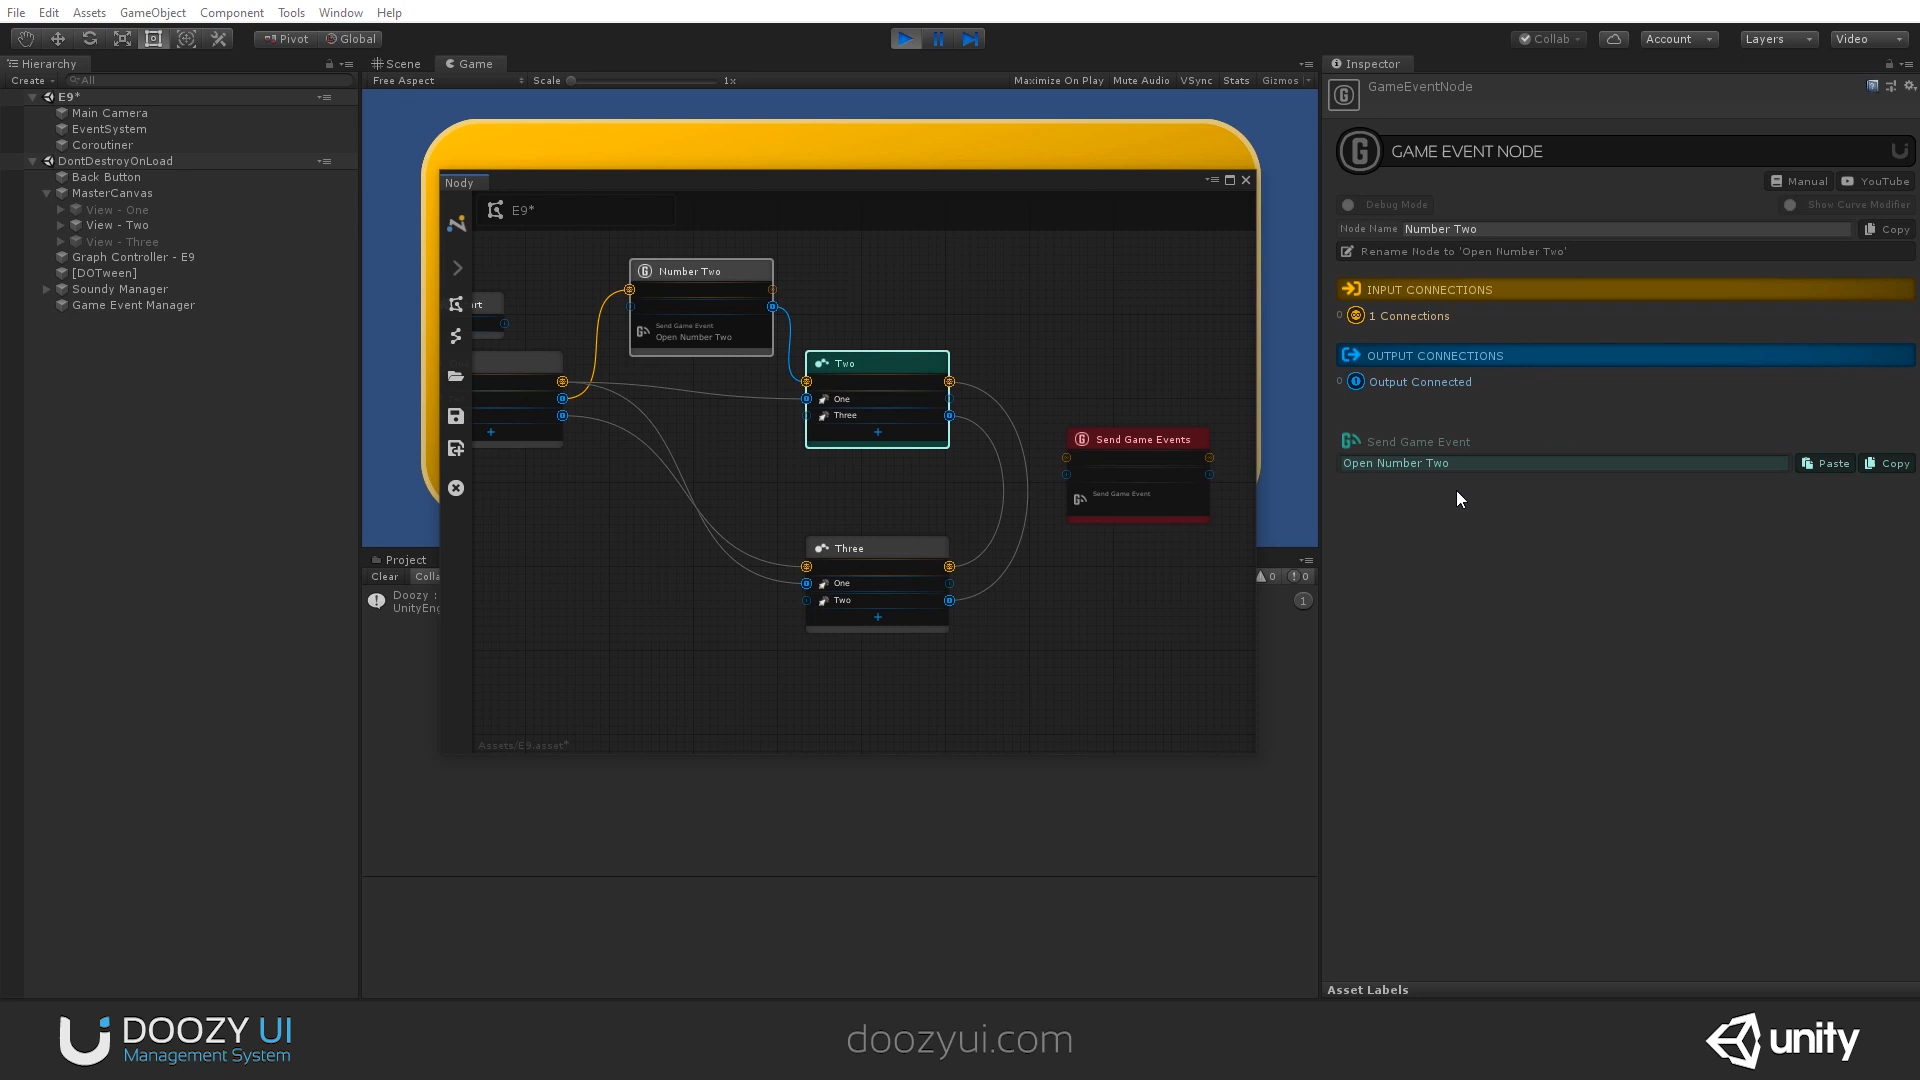 File Edit Assets GameObject Component Tools Window Help
Pivot Global Collab Account Layers Video
Hierarchy
Create All
E9*
Main Camera
EventSystem
Coroutiner
DontDestroyOnLoad
Back Button
MasterCanvas
View - One
View - Two
View - Three
Graph Controller - E9
[DOTween]
Soundy Manager
Game Event Manager
Scene Game
Free Aspect Scale 1x Maximize On Play Mute Audio VSync Stats Gizmos
Nody
E9*
Number Two
Send Game Event
Open Number Two
Two
One
Three
Send Game Events
Send Game Event
Three
One
Two
Assets/E9.asset*
Project
Clear
0 0
Doozy :
1
Inspector
GameEventNode
GAME EVENT NODE
Manual YouTube
Debug Mode Show Curve Modifier
Node Name Number Two Copy
Rename Node to 'Open Number Two'
INPUT CONNECTIONS
0 1 Connections
OUTPUT CONNECTIONS
0 Output Connected
Send Game Event
Open Number Two Paste Copy
Asset Labels
DOOZY UI
Management System
doozyui.com
unity